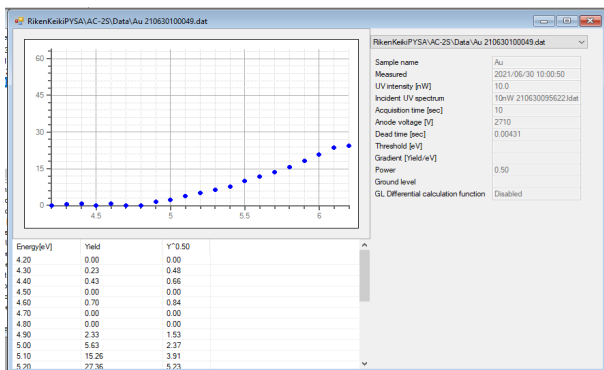 RikenKeikiPYSA\AC-2S\Data\Au 210630100049.dat
RikenKeikiPYSA\AC-2S\Data\Au 210630100049.dat
60
45
30
15
0
4.5 5 5.5 6
Sample name Au
Measured 2021/06/30 10:00:50
UV intensity [nW] 10.0
Incident UV spectrum 10nW 210630095622.ldat
Acquisition time [sec] 10
Anode voltage [V] 2710
Dead time [sec] 0.00431
Threshold [eV]
Gradient [Yield/eV]
Power 0.50
Ground level
GL Differential calculation function Disabled
Energy[eV] Yield Y^0.50
4.20 0.00 0.00
4.30 0.23 0.48
4.40 0.43 0.66
4.50 0.00 0.00
4.60 0.70 0.84
4.70 0.00 0.00
4.80 0.00 0.00
4.90 2.33 1.53
5.00 5.63 2.37
5.10 15.26 3.91
5.20 27.36 5.23